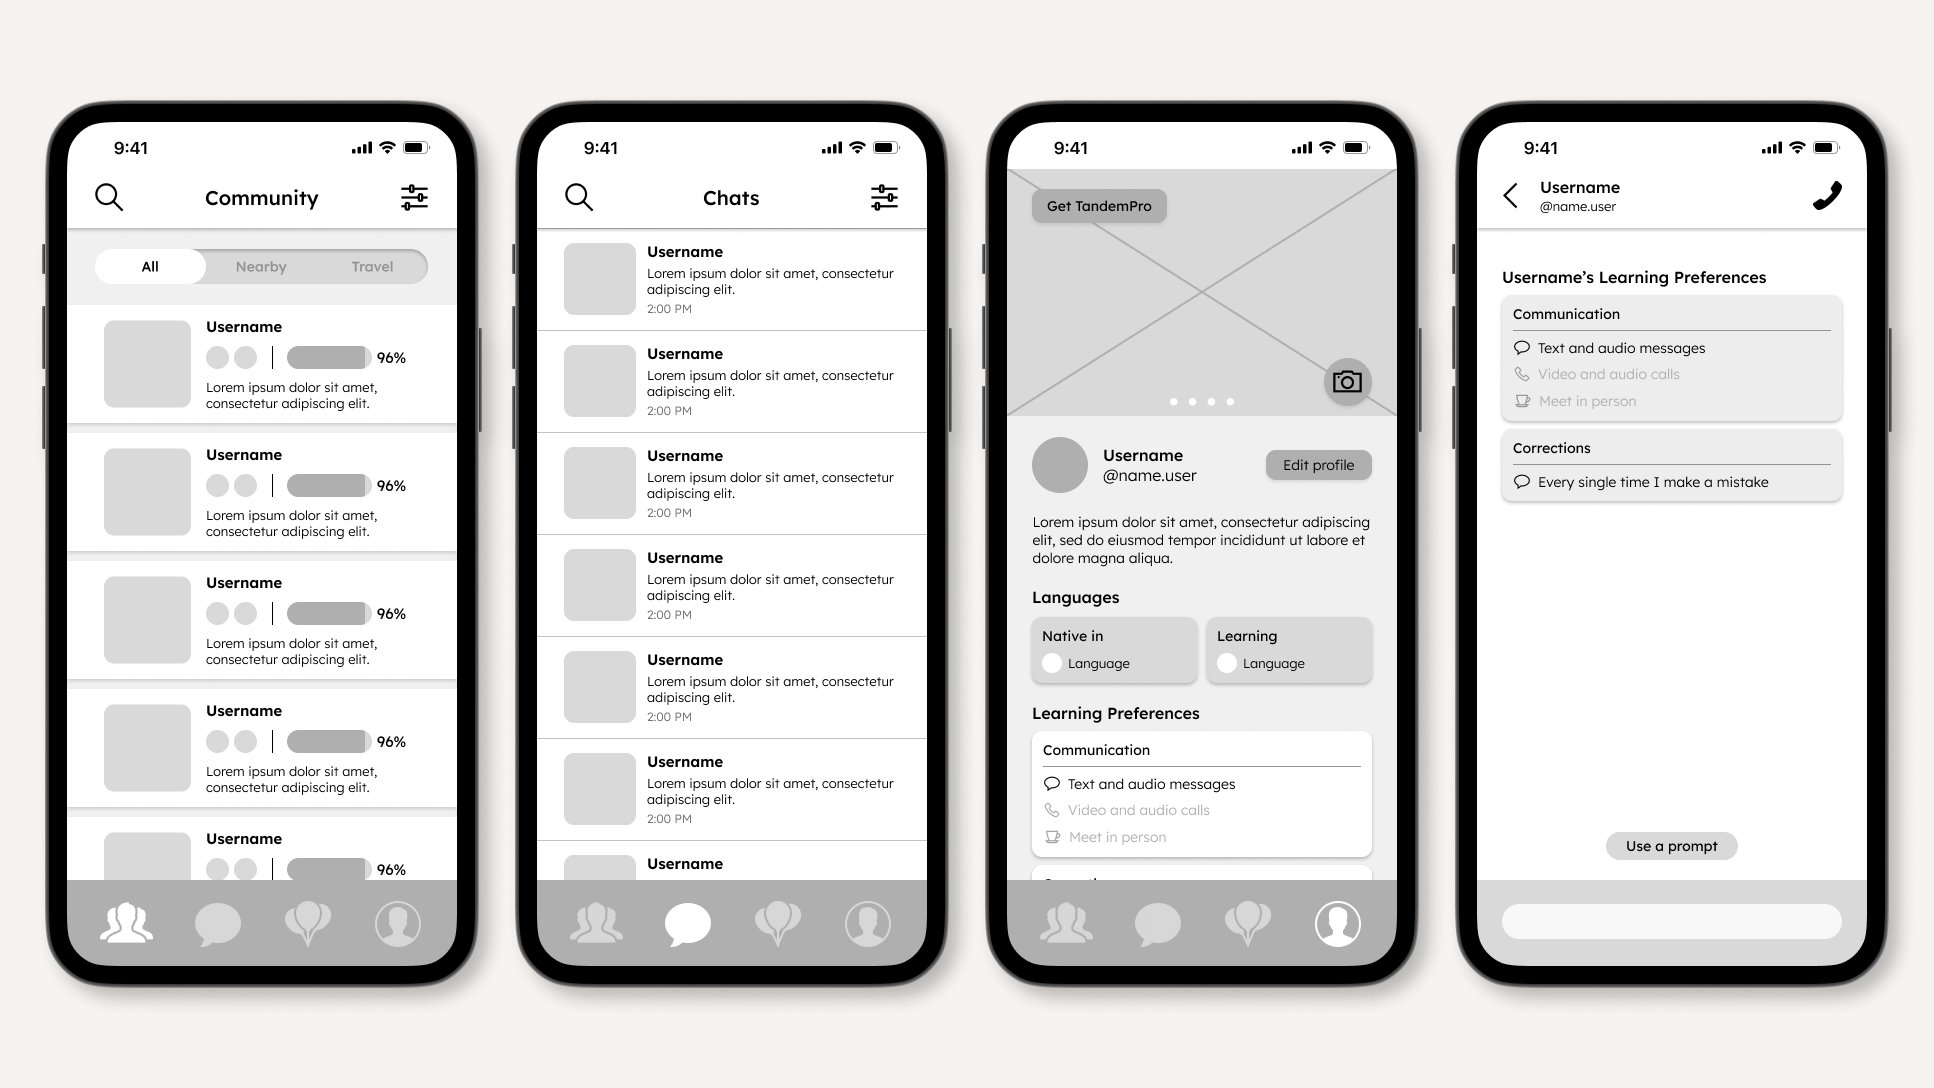 9:41
Community
All
Nearby
Travel
Username
96%
Lorem ipsum dolor sit amet,
consectetur adipiscing elit.
Username
96%
Lorem ipsum dolor sit amet,
consectetur adipiscing elit.
Username
96%
Lorem ipsum dolor sit amet,
consectetur adipiscing elit.
Username
96%
Lorem ipsum dolor sit amet,
consectetur adipiscing elit.
Username
96%
9:41
Chats
Username
Lorem ipsum dolor sit amet, consectetur
adipiscing elit.
2:00 PM
Username
Lorem ipsum dolor sit amet, consectetur
adipiscing elit.
2:00 PM
Username
Lorem ipsum dolor sit amet, consectetur
adipiscing elit.
2:00 PM
Username
Lorem ipsum dolor sit amet, consectetur
adipiscing elit.
2:00 PM
Username
Lorem ipsum dolor sit amet, consectetur
adipiscing elit.
2:00 PM
Username
Lorem ipsum dolor sit amet, consectetur
adipiscing elit.
2:00 PM
Username
9:41
Get TandemPro
Username
@name.user
Edit profile
Lorem ipsum dolor sit amet, consectetur adipiscing
elit, sed do eiusmod tempor incididunt ut labore et
dolore magna aliqua.
Languages
Native in
Language
Learning
Language
Learning Preferences
Communication
Text and audio messages
Video and audio calls
Meet in person
9:41
Username
@name.user
Username’s Learning Preferences
Communication
Text and audio messages
Video and audio calls
Meet in person
Corrections
Every single time I make a mistake
Use a prompt